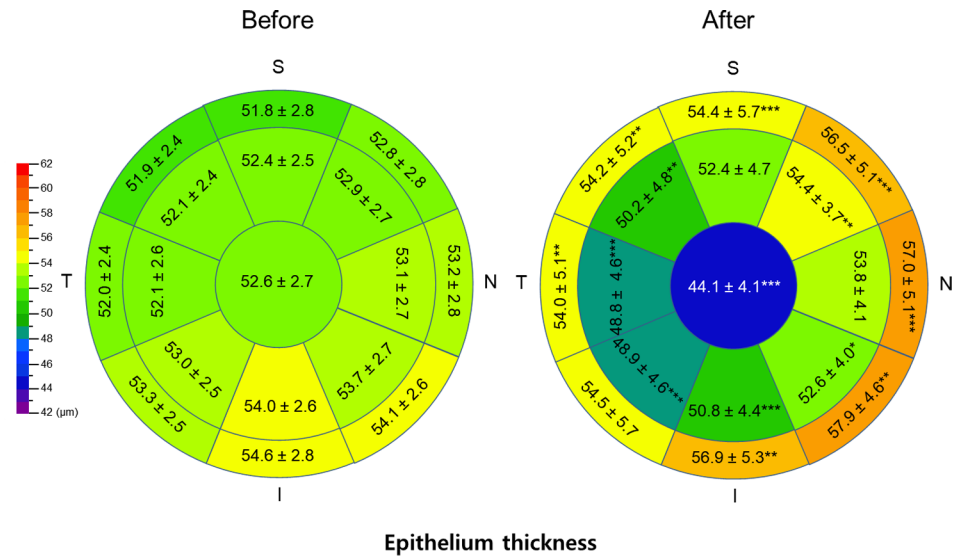 Before
After
S
S
51.8 ± 2.8
52.8 ± 2.8
53.2 ± 2.8
54.1 ± 2.6
54.6 ± 2.8
53.3 ± 2.5
52.0 ± 2.4
51.9 ± 2.4
52.4 ± 2.5
52.9 ± 2.7
53.1 ± 2.7
53.7 ± 2.7
54.0 ± 2.6
53.0 ± 2.5
52.1 ± 2.6
52.1 ± 2.4
52.6 ± 2.7
T
N
I
62
60
58
56
54
52
50
48
46
44
42 (μm)
54.4 ± 5.7***
56.5 ± 5.1***
57.0 ± 5.1***
57.9 ± 4.6**
56.9 ± 5.3**
54.5 ± 5.7
54.0 ± 5.1**
54.2 ± 5.2**
52.4 ± 4.7
54.4 ± 3.7**
53.8 ± 4.1
52.6 ± 4.0*
50.8 ± 4.4***
48.9 ± 4.6***
48.8 ± 4.6***
50.2 ± 4.8**
44.1 ± 4.1***
T
N
I
Epithelium thickness